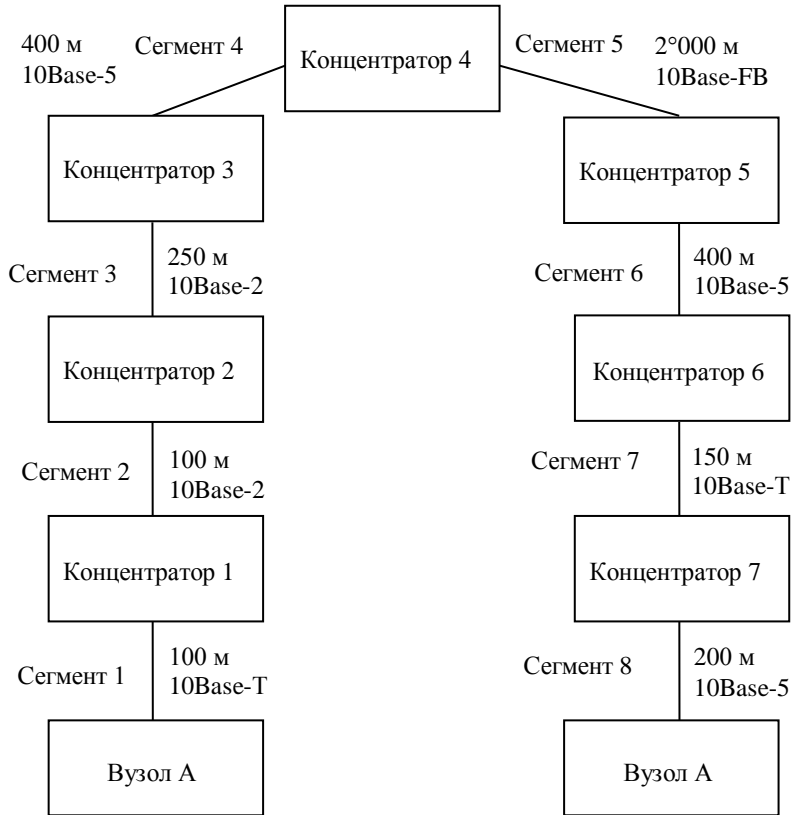 400 м
10Base-5
Сегмент 4
Концентратор 4
Сегмент 5
2°000 м
10Base-FB
Концентратор 3
Концентратор 5
Сегмент 3
250 м
10Base-2
Сегмент 6
400 м
10Base-5
Концентратор 2
Концентратор 6
Сегмент 2
100 м
10Base-2
Сегмент 7
150 м
10Base-T
Концентратор 1
Концентратор 7
Сегмент 1
100 м
10Base-T
Сегмент 8
200 м
10Base-5
Вузол А
Вузол А